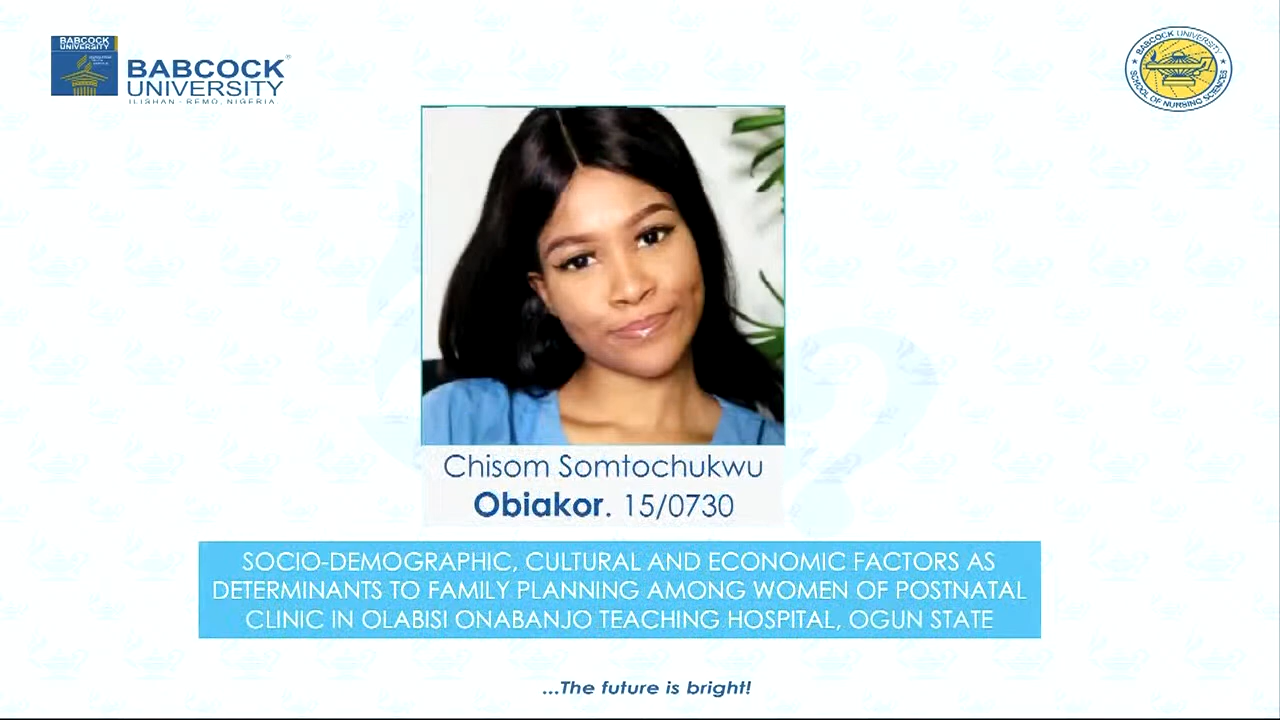 BABCOCK
UNIVERSITY
BABCOCK
UNIVERSITY
ILISHAN - REMO, NIGERIA
BABCOCK UNIVERSITY
SCHOOL OF NURSING SCIENCES
Chisom Somtochukwu
Obiakor. 15/0730
SOCIO-DEMOGRAPHIC, CULTURAL AND ECONOMIC FACTORS AS
DETERMINANTS TO FAMILY PLANNING AMONG WOMEN OF POSTNATAL
CLINIC IN OLABISI ONABANJO TEACHING HOSPITAL, OGUN STATE
...The future is bright!